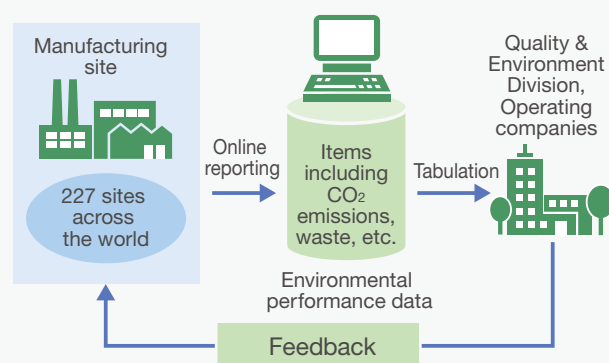 Manufacturing
site
227 sites
across
the world
Online
reporting
Items
including
CO₂
emissions,
waste, etc.
Environmental
performance data
Tabulation
Quality &
Environment
Division,
Operating
companies
Feedback